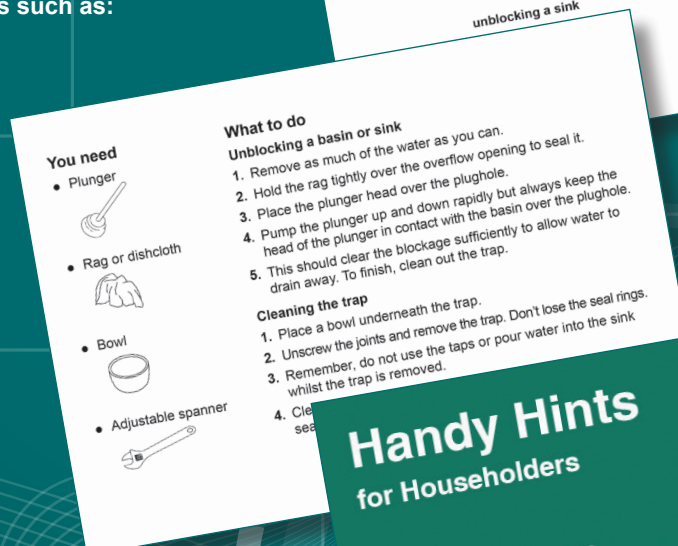 s such as:
unblocking a sink
You need
• Plunger
• Rag or dishcloth
• Bowl
• Adjustable spanner
What to do
Unblocking a basin or sink
1. Remove as much of the water as you can.
2. Hold the rag tightly over the overflow opening to seal it.
3. Place the plunger head over the plughole.
4. Pump the plunger up and down rapidly but always keep the
head of the plunger in contact with the basin over the plughole.
5. This should clear the blockage sufficiently to allow water to
drain away. To finish, clean out the trap.
Cleaning the trap
1. Place a bowl underneath the trap.
2. Unscrew the joints and remove the trap. Don't lose the seal rings.
3. Remember, do not use the taps or pour water into the sink
whilst the trap is removed.
4. Cle
sea
Handy Hints
for Householders